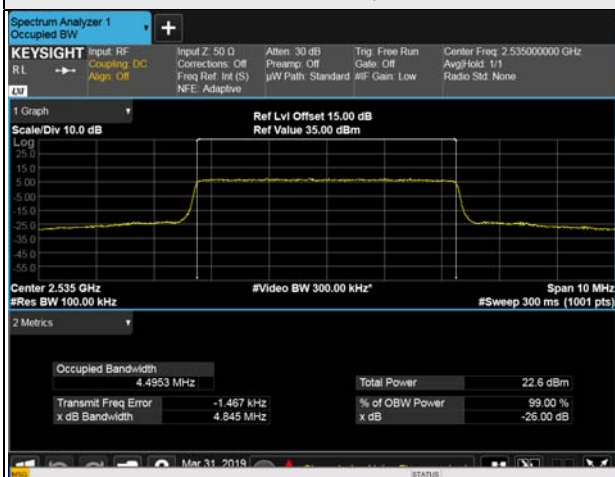 Spectrum Analyzer 1
Occupied BW
+
KEYSIGHT Input: RF Input Z: 50 Ω Atten: 30 dB Trig: Free Run Center Freq: 2.535000000 GHz
RL Coupling: DC Corrections: Off Preamp: Off Gate: Off Avg|Hold: 1/1
Align: Off Freq Ref: Int (S) µW Path: Standard #IF Gain: Low Radio Std: None
LXI NFE: Adaptive
1 Graph Ref Lvl Offset 15.00 dB
Scale/Div 10.0 dB Ref Value 35.00 dBm
Log
25.0
15.0
5.00
-5.00
-15.0
-25.0
-35.0
-45.0
-55.0
Center 2.535 GHz #Video BW 300.00 kHz* Span 10 MHz
#Res BW 100.00 kHz #Sweep 300 ms (1001 pts)
2 Metrics
Occupied Bandwidth
4.4953 MHz Total Power 22.6 dBm
Transmit Freq Error -1.467 kHz % of OBW Power 99.00 %
x dB Bandwidth 4.845 MHz x dB -26.00 dB
Mar 31, 2019
MSG STATUS